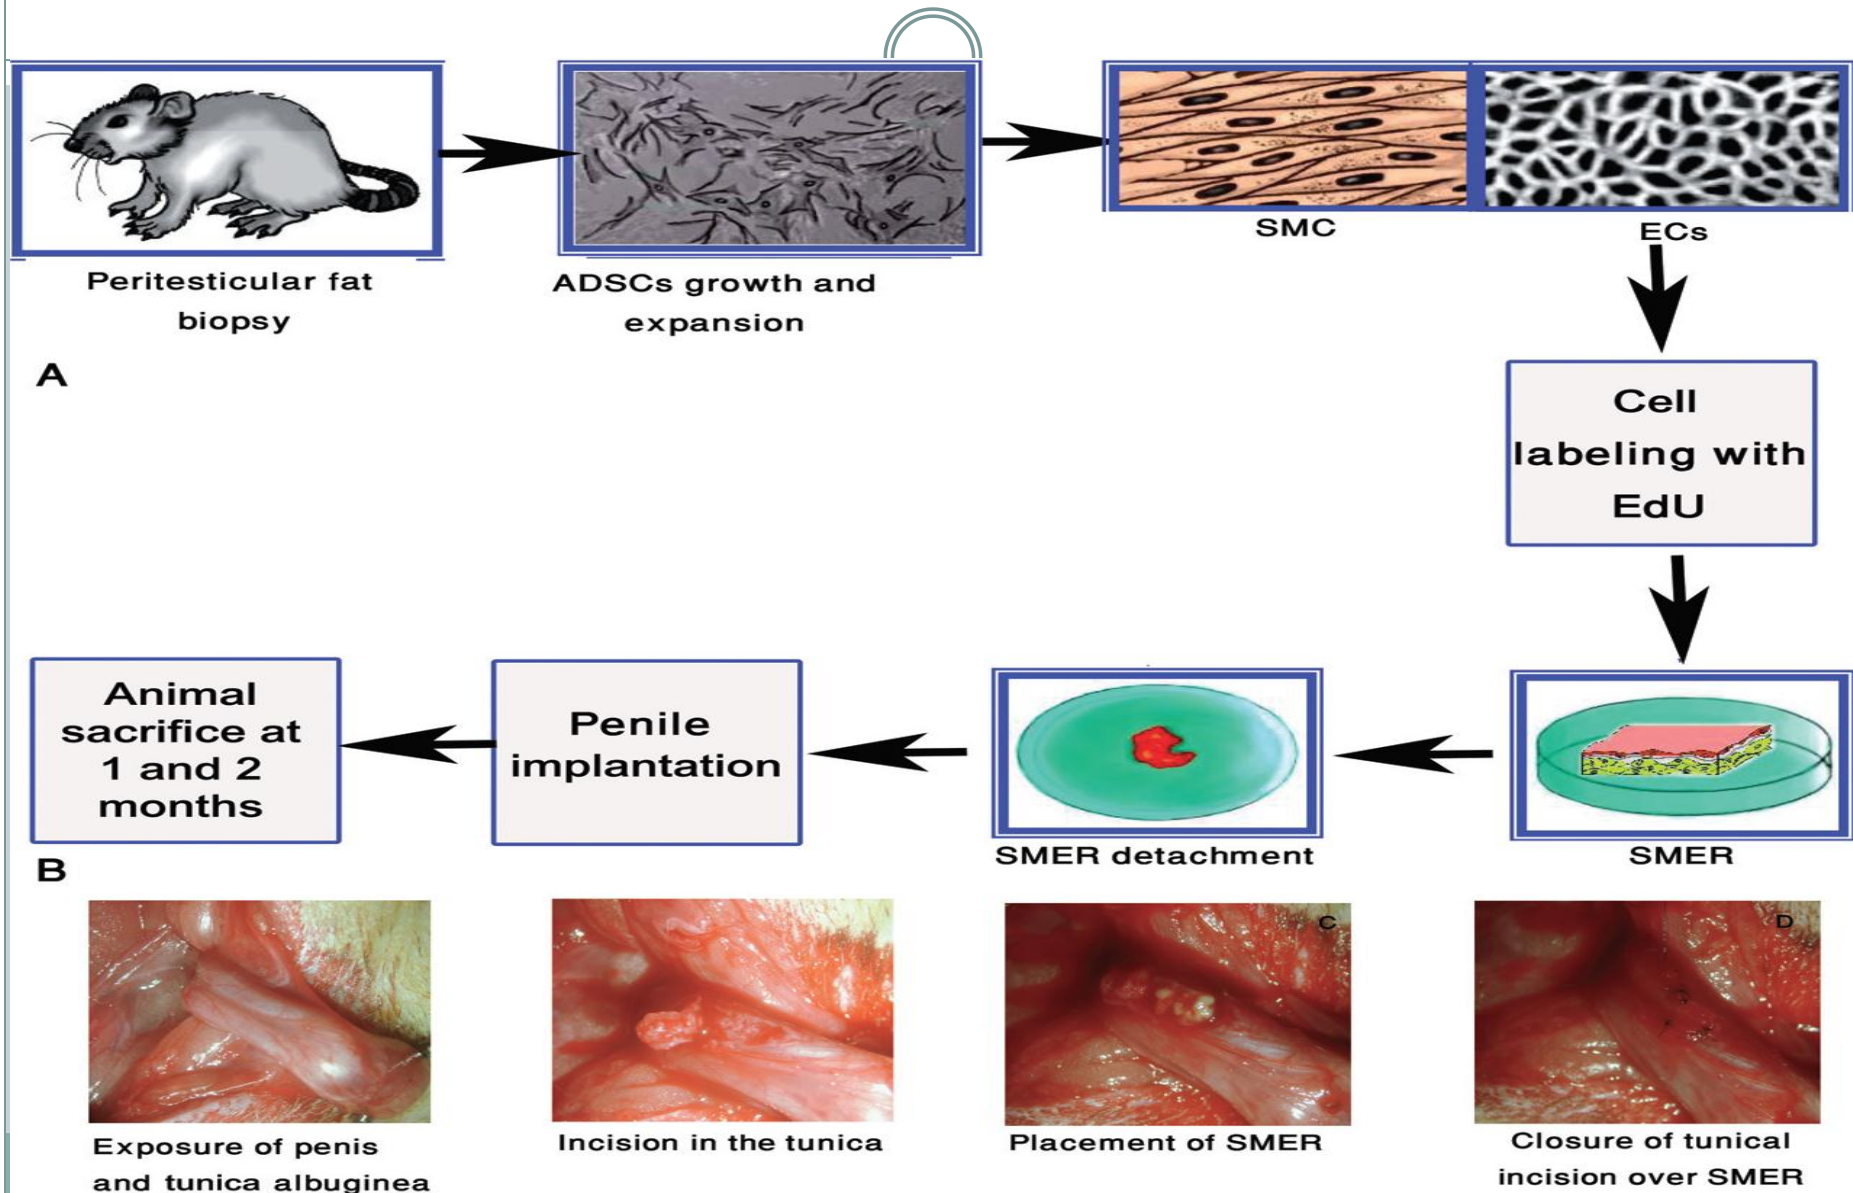 Peritesticular fat
biopsy
ADSCs growth and
expansion
SMC
ECs
A
Cell
labeling with
EdU
Animal
sacrifice at
1 and 2
months
Penile
implantation
SMER detachment
SMER
B
C
D
Exposure of penis
and tunica albuginea
Incision in the tunica
Placement of SMER
Closure of tunical
incision over SMER